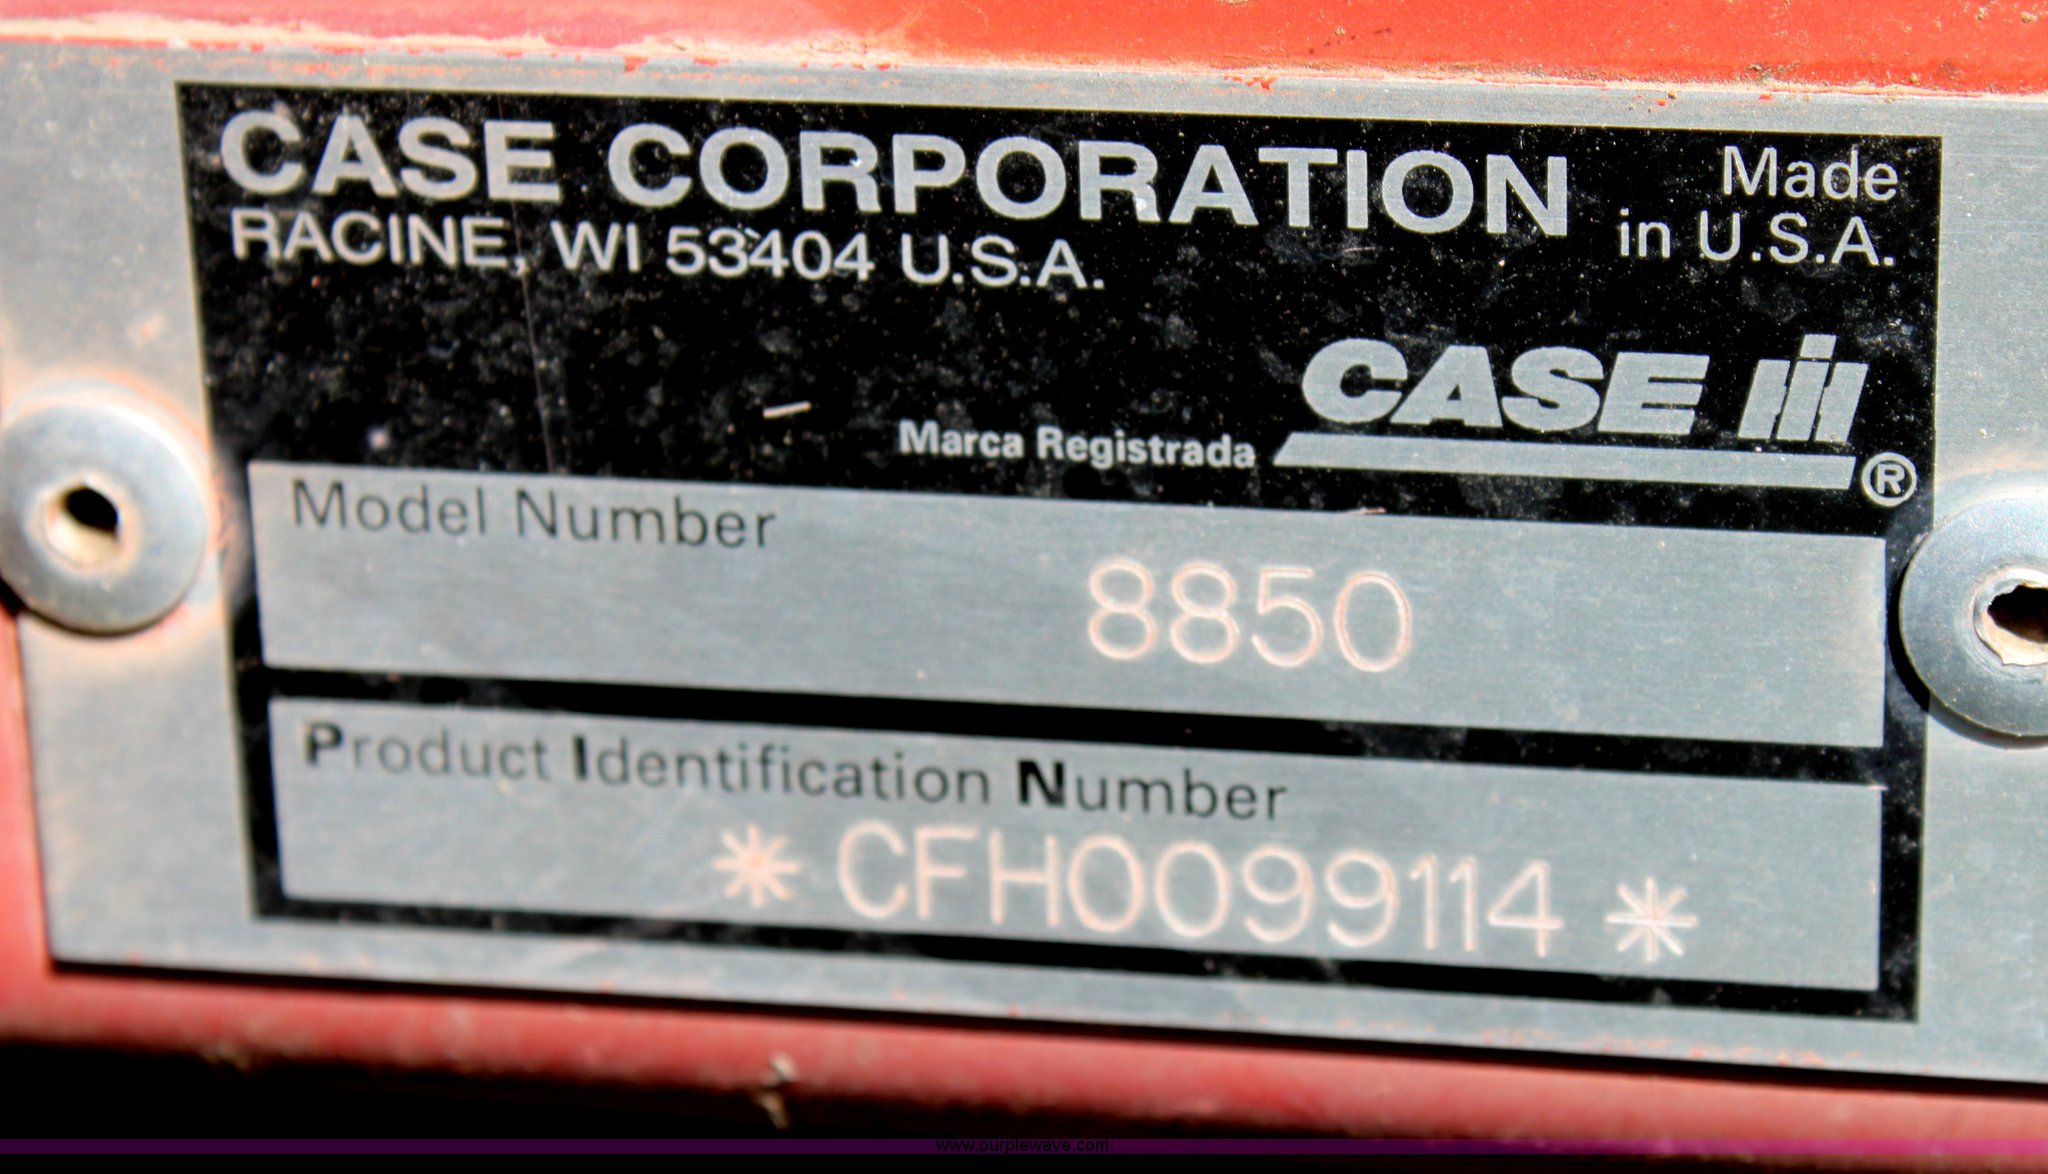 CASE CORPORATION
RACINE, WI 53404 U.S.A.
Made
in U.S.A.
Marca Registrada CASE IH ®
Model Number
8850
Product Identification Number
* CFH0099114 *
www.purplewave.com